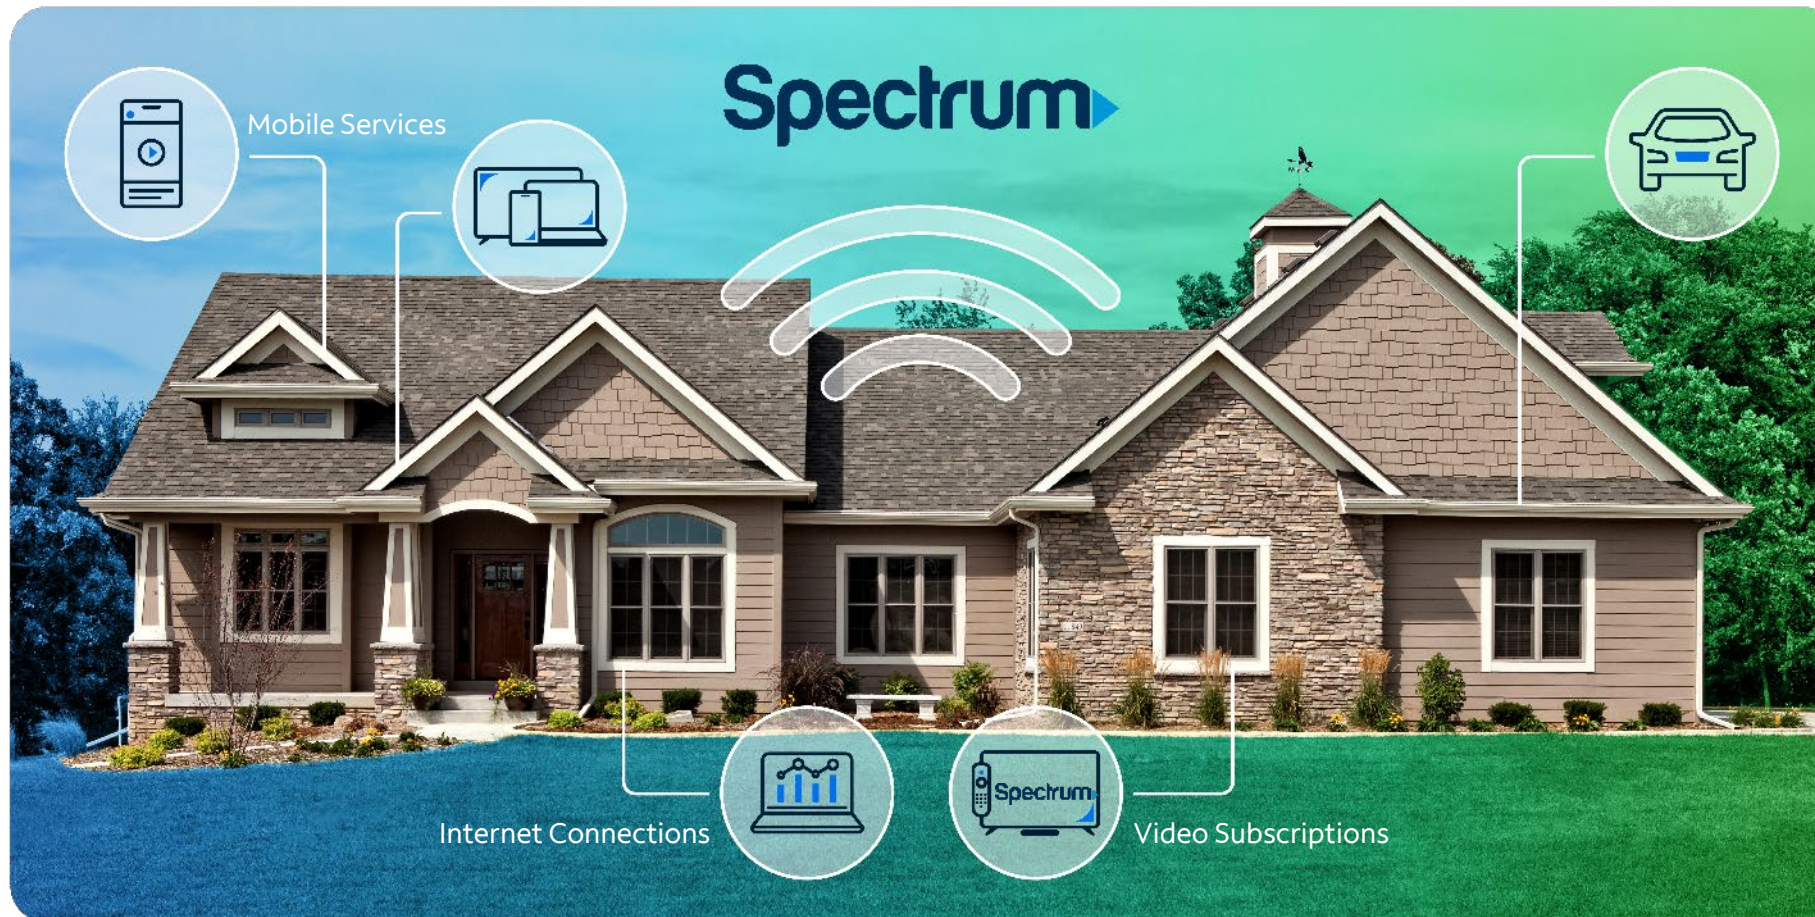 Spectrum
Mobile Services
Internet Connections
Spectrum
Video Subscriptions